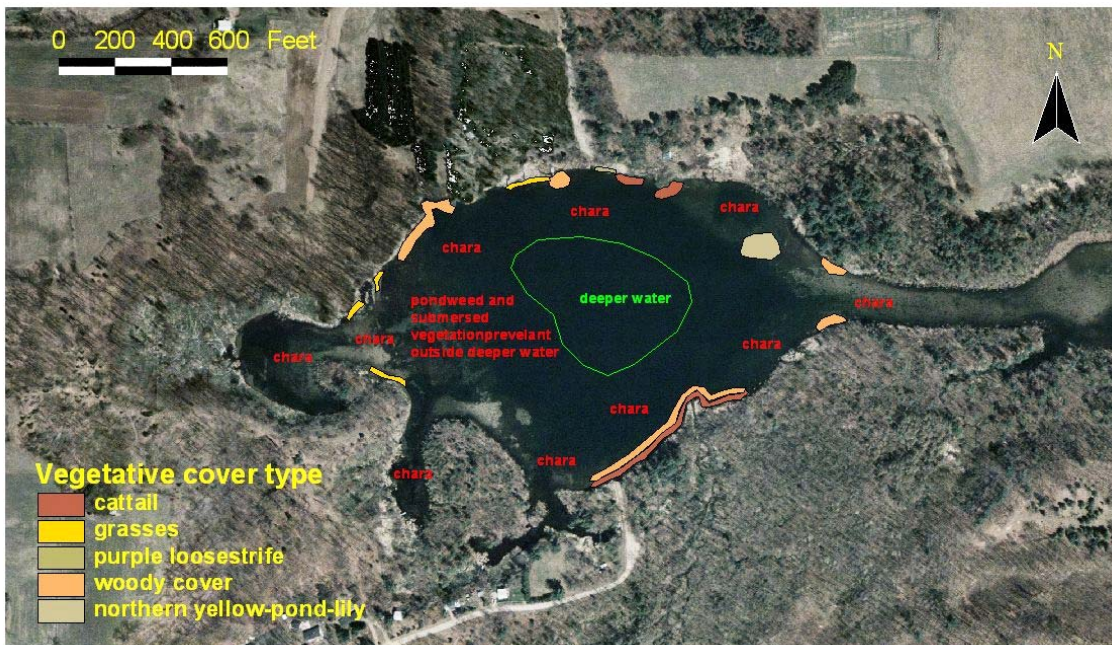 0 200 400 600 Feet
N
chara
chara
chara
deeper water
pondweed and
submersed
vegetationprevelant
outside deeper water
chara
chara
chara
chara
chara
chara
chara
Vegetative cover type
cattail
grasses
purple loosestrife
woody cover
northern yellow-pond-lily